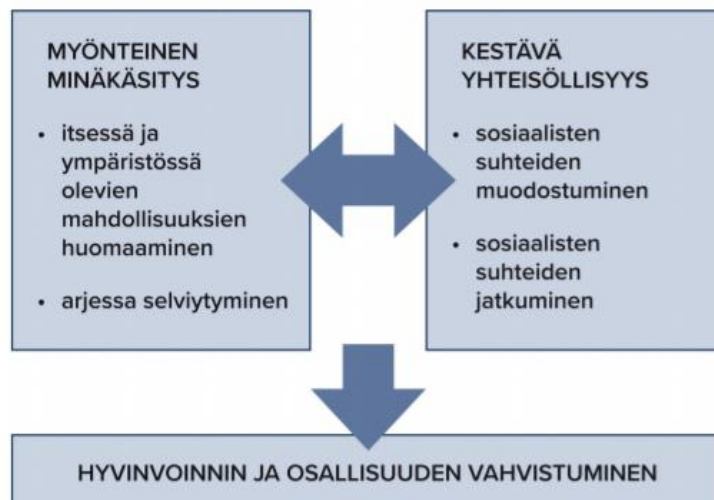 MYÖNTEINEN
MINÄKÄSITYS
• itsessä ja
ympäristössä
olevien
mahdollisuuksien
huomaaminen
• arjessa selviytyminen
KESTÄVÄ
YHTEISÖLLISYYS
• sosiaalisten
suhteiden
muodostuminen
• sosiaalisten
suhteiden
jatkuminen
HYVINVOINNIN JA OSALLISUUDEN VAHVISTUMINEN